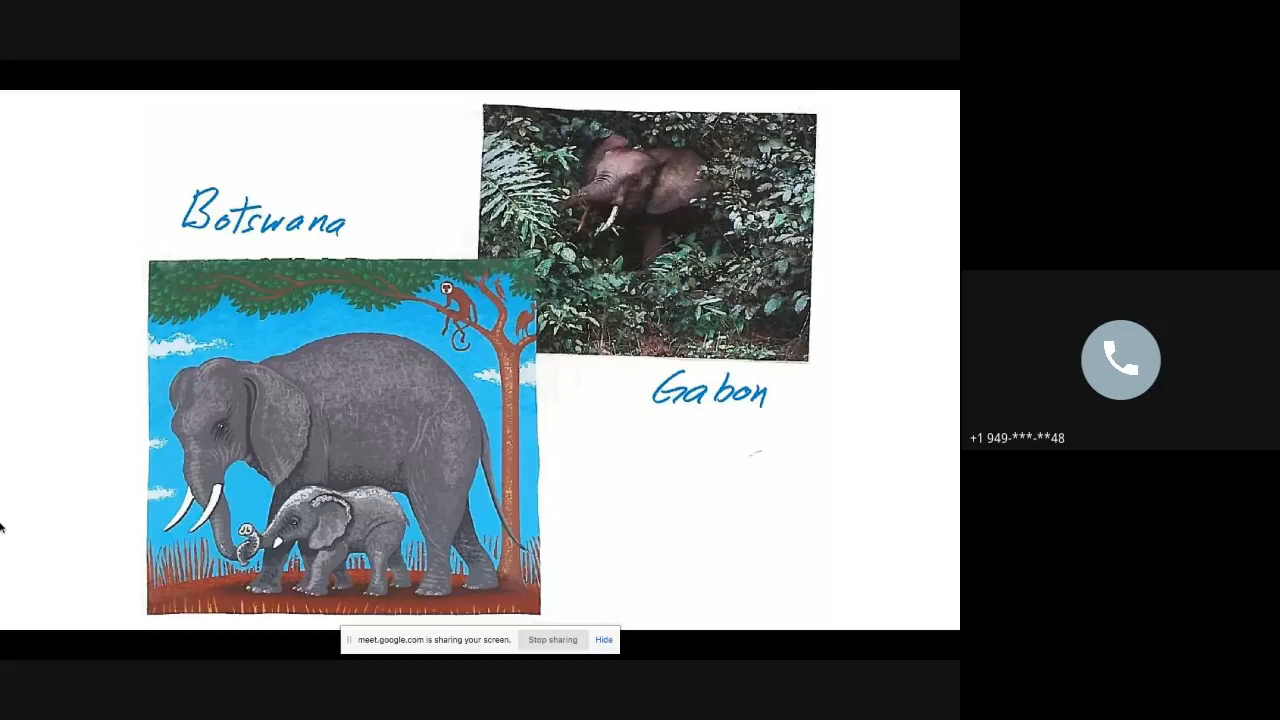 Botswana
Gabon
+1 949-***-**48
meet.google.com is sharing your screen. Stop sharing Hide